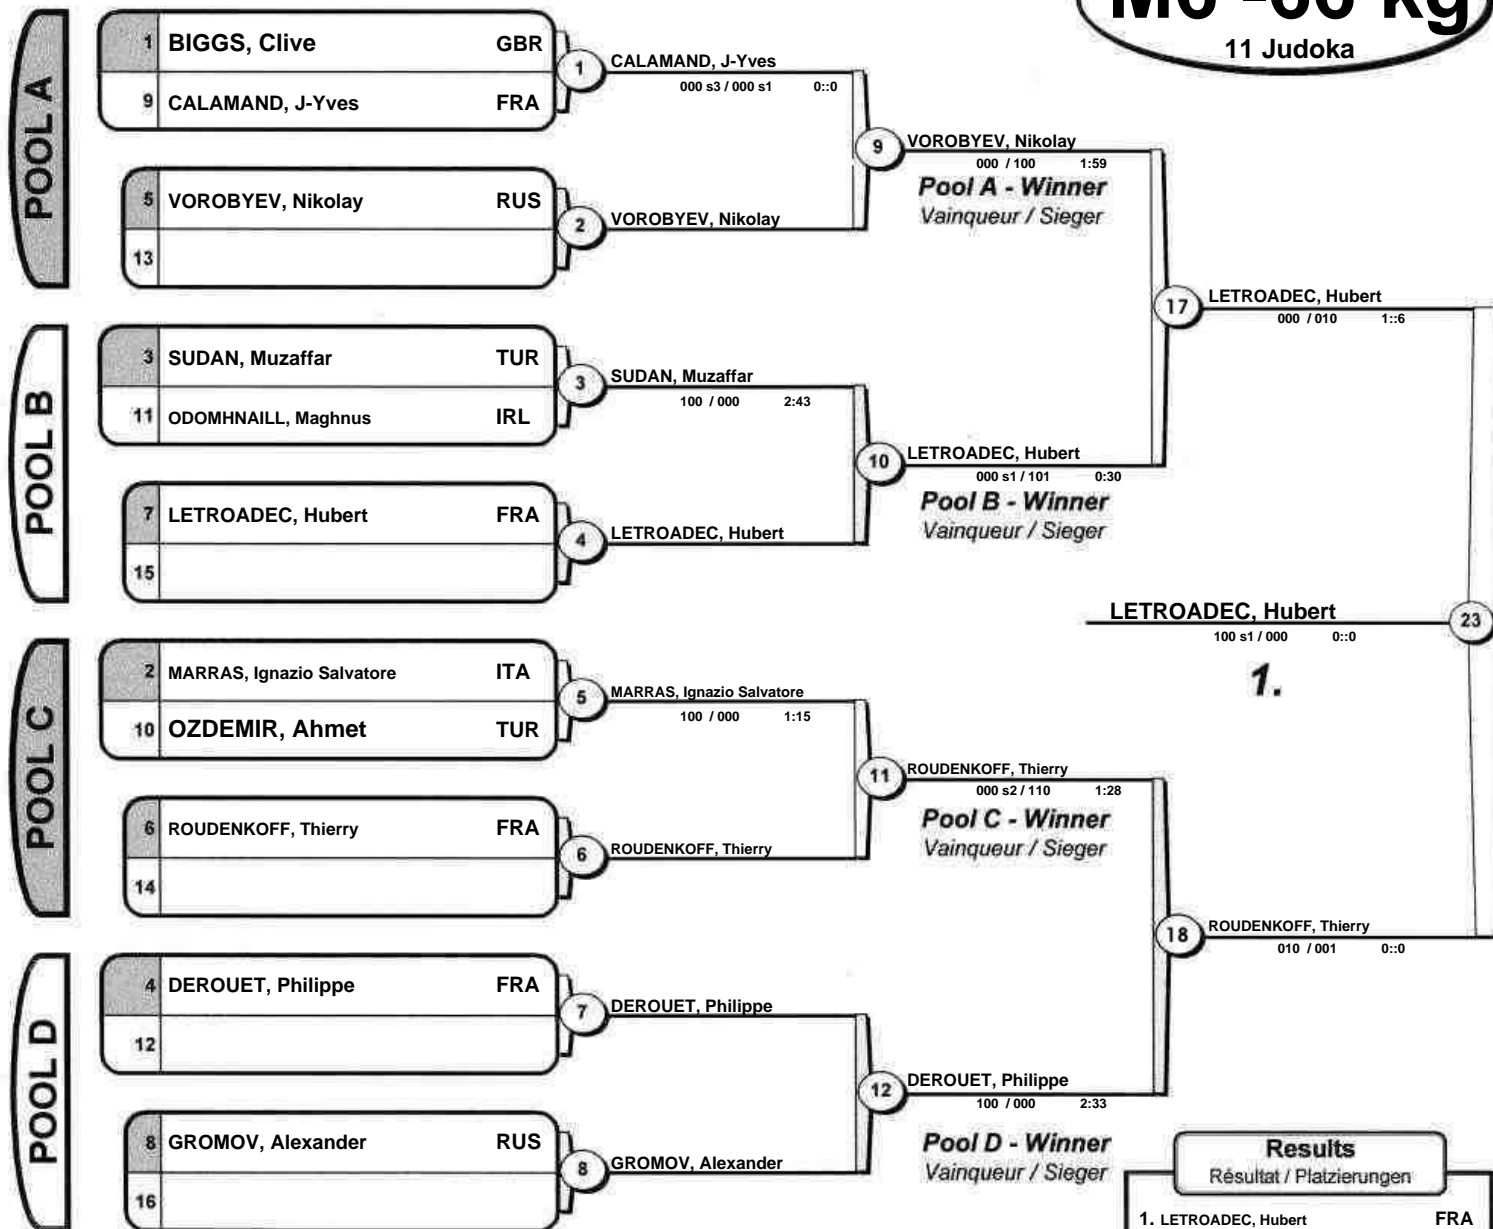 M6 -66 kg
11 Judoka
POOL A
1 BIGGS, Clive GBR
9 CALAMAND, J-Yves FRA
5 VOROBYEV, Nikolay RUS
13
1 CALAMAND, J-Yves
000 s3 / 000 s1 0::0
2 VOROBYEV, Nikolay
9 VOROBYEV, Nikolay
000 / 100 1:59
Pool A - Winner
Vainqueur / Sieger
POOL B
3 SUDAN, Muzaffar TUR
11 ODOMHNAILL, Maghnus IRL
7 LETROADEC, Hubert FRA
15
3 SUDAN, Muzaffar
100 / 000 2:43
4 LETROADEC, Hubert
10 LETROADEC, Hubert
000 s1 / 101 0:30
Pool B - Winner
Vainqueur / Sieger
17 LETROADEC, Hubert
000 / 010 1::6
LETROADEC, Hubert 23
100 s1 / 000 0::0
1.
POOL C
2 MARRAS, Ignazio Salvatore ITA
10 OZDEMIR, Ahmet TUR
6 ROUDENKOFF, Thierry FRA
14
5 MARRAS, Ignazio Salvatore
100 / 000 1:15
6 ROUDENKOFF, Thierry
11 ROUDENKOFF, Thierry
000 s2 / 110 1:28
Pool C - Winner
Vainqueur / Sieger
18 ROUDENKOFF, Thierry
010 / 001 0::0
POOL D
4 DEROUET, Philippe FRA
12
8 GROMOV, Alexander RUS
16
7 DEROUET, Philippe
8 GROMOV, Alexander
12 DEROUET, Philippe
100 / 000 2:33
Pool D - Winner
Vainqueur / Sieger
Results
Résultat / Platzierungen
1. LETROADEC, Hubert FRA